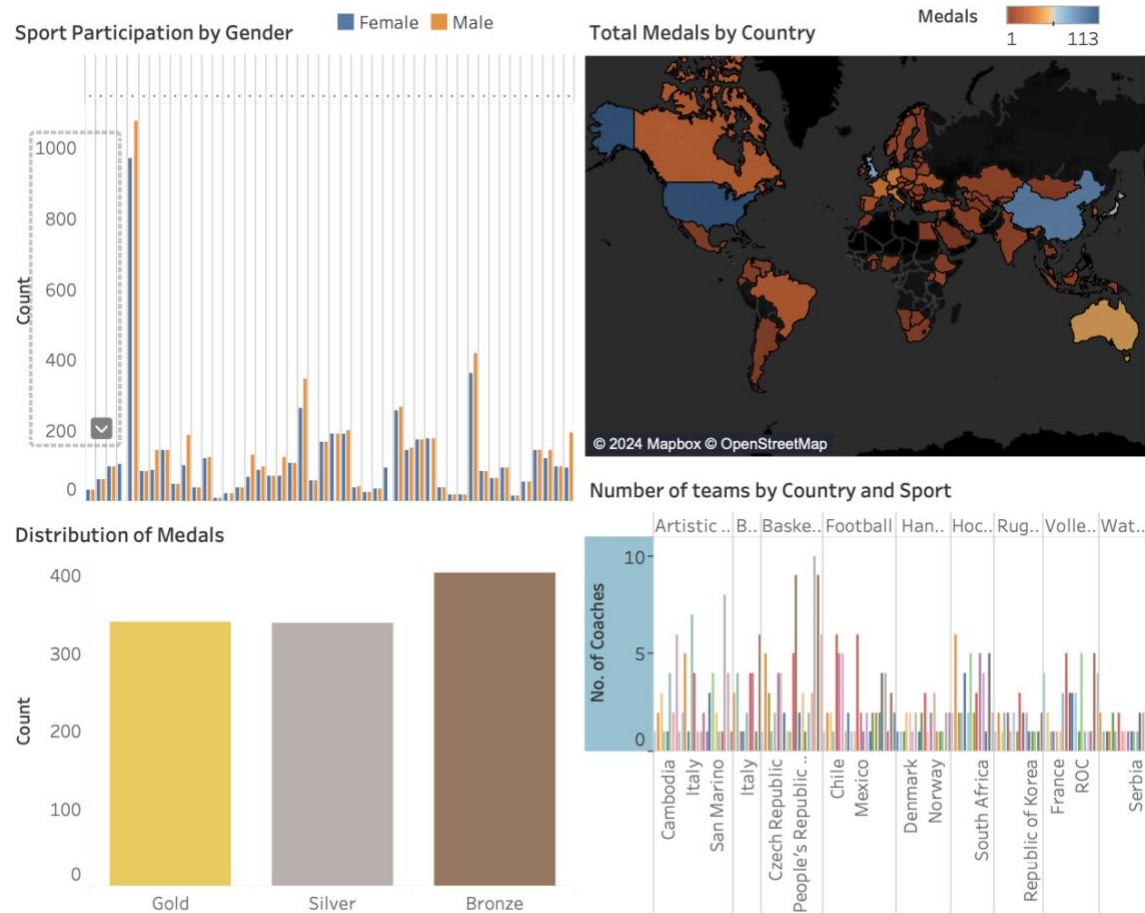 Sport Participation by Gender
Female Male
Count
1000
800
600
400
200
0
Total Medals by Country
Medals
1 113
© 2024 Mapbox © OpenStreetMap
Distribution of Medals
Count
400
300
200
100
0
Gold Silver Bronze
Number of teams by Country and Sport
Artistic .. B.. Baske.. Football Han.. Hoc.. Rug.. Volle.. Wat..
No. of Coaches
10
5
0
Cambodia
Italy
San Marino
Italy
Czech Republic
People's Republic ..
Chile
Mexico
Denmark
Norway
South Africa
Republic of Korea
France
ROC
Serbia